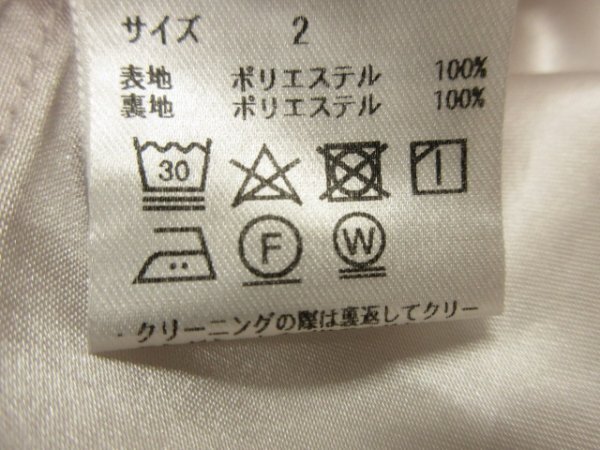 サイズ 2
表地 ポリエステル 100%
裏地 ポリエステル 100%
30
F W
・クリーニングの際は裏返してクリー